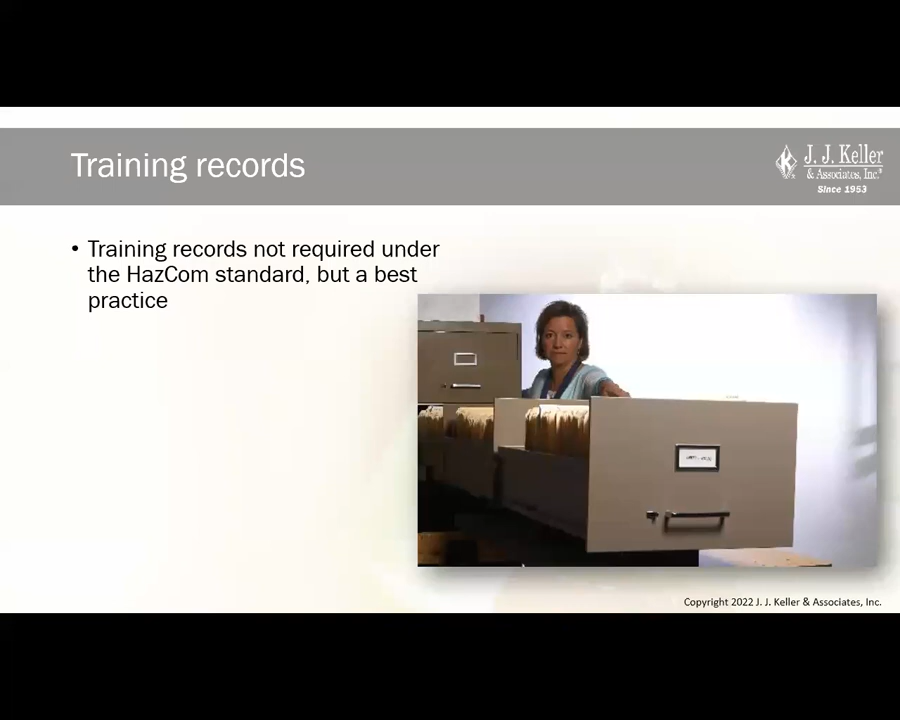 Training records
J. J. Keller
& Associates, Inc.®
Since 1953
• Training records not required under
the HazCom standard, but a best
practice
Copyright 2022 J. J. Keller & Associates, Inc.